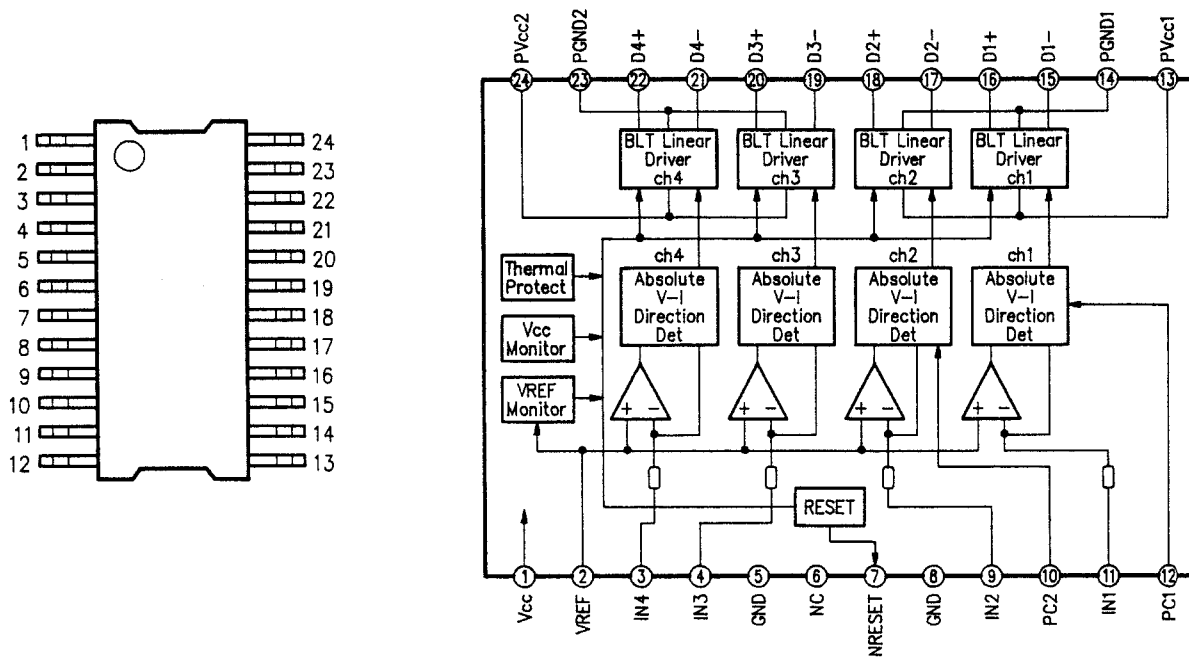 1
2
3
4
5
6
7
8
9
10
11
12
24
23
22
21
20
19
18
17
16
15
14
13
PVcc2
PGND2
D4+
D4-
D3+
D3-
D2+
D2-
D1+
D1-
PGND1
PVcc1
24
23
22
21
20
19
18
17
16
15
14
13
BLT Linear
Driver
ch4
BLT Linear
Driver
ch3
BLT Linear
Driver
ch2
BLT Linear
Driver
ch1
Thermal
Protect
Vcc
Monitor
VREF
Monitor
ch4
Absolute
V-I
Direction
Det
ch3
Absolute
V-I
Direction
Det
ch2
Absolute
V-I
Direction
Det
ch1
Absolute
V-I
Direction
Det
+ -
+ -
+ -
+ -
RESET
1
2
3
4
5
6
7
8
9
10
11
12
Vcc
VREF
IN4
IN3
GND
NC
NRESET
GND
IN2
PC2
IN1
PC1